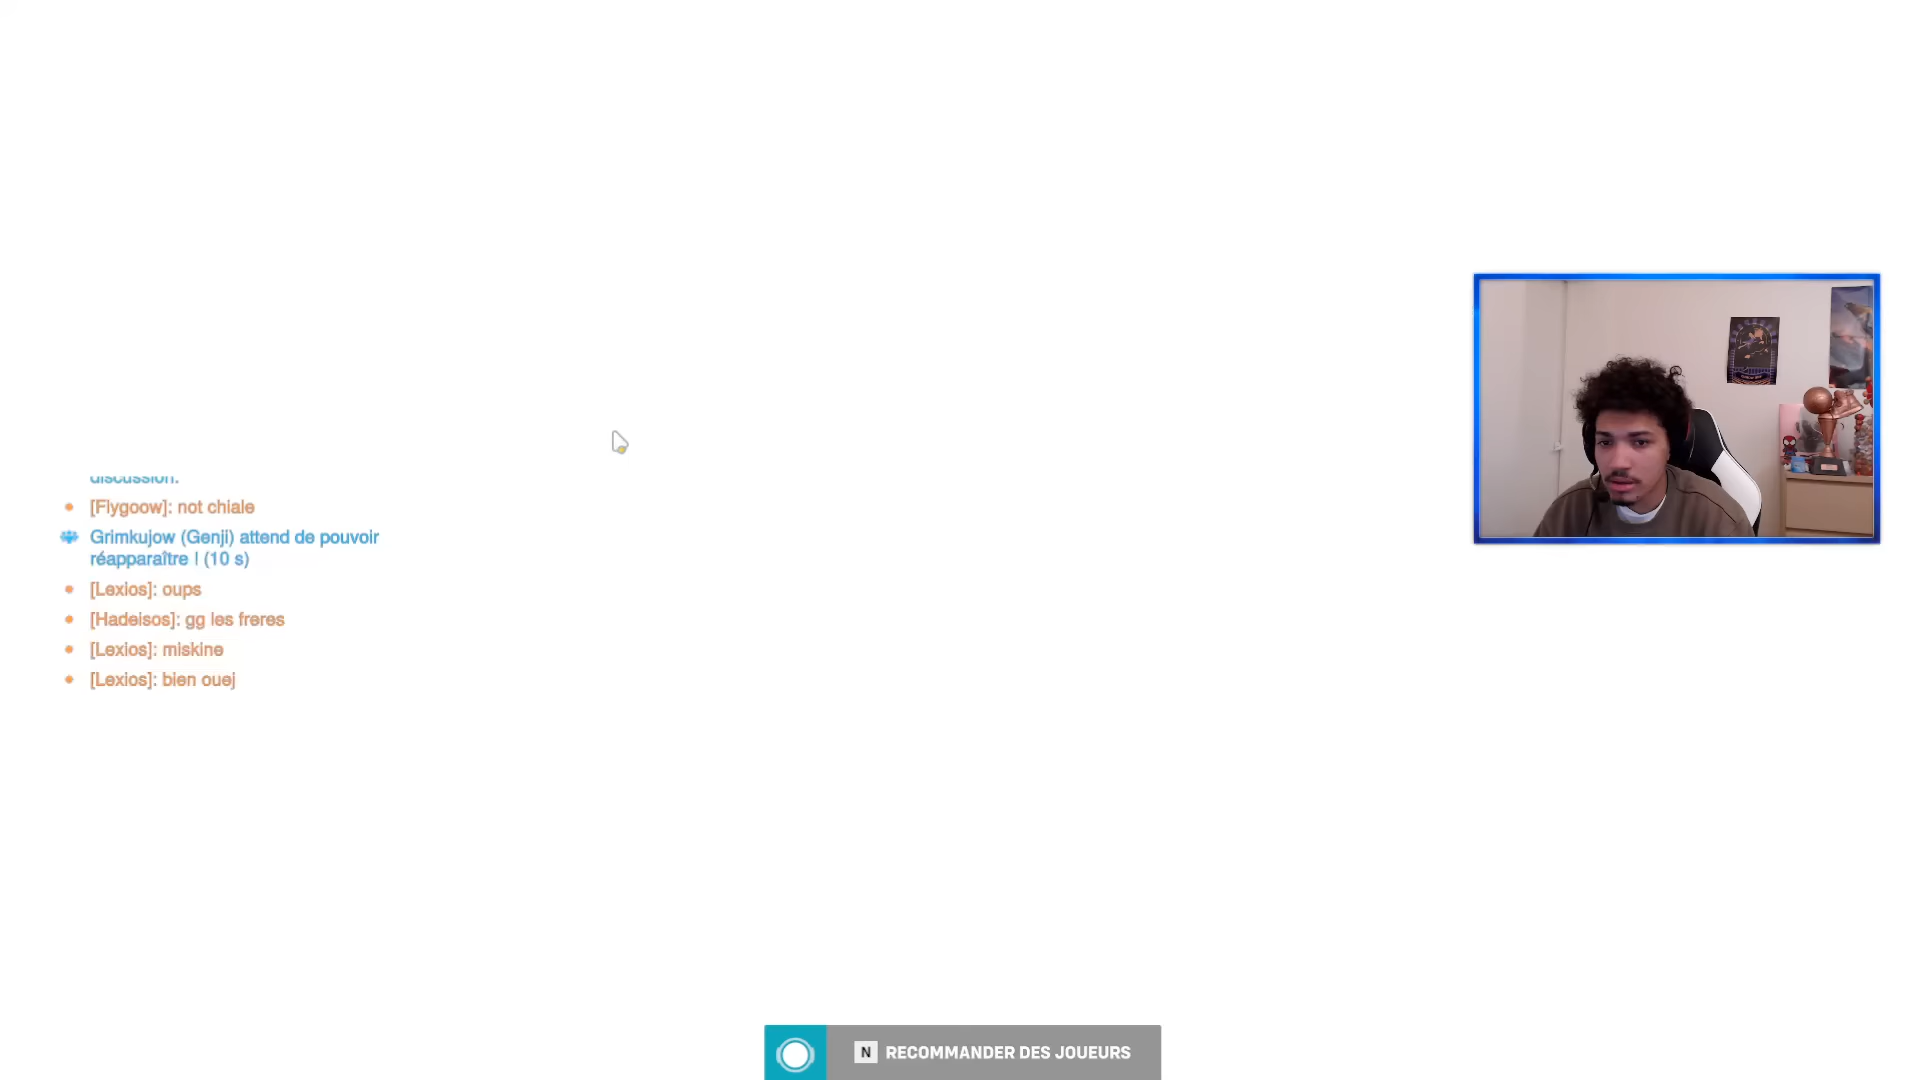 discussion.
[Flygoow]: not chiale
Grimkujow (Genji) attend de pouvoir
réapparaître ! (10 s)
[Lexios]: oups
[Hadeisos]: gg les freres
[Lexios]: miskine
[Lexios]: bien ouej
N RECOMMANDER DES JOUEURS